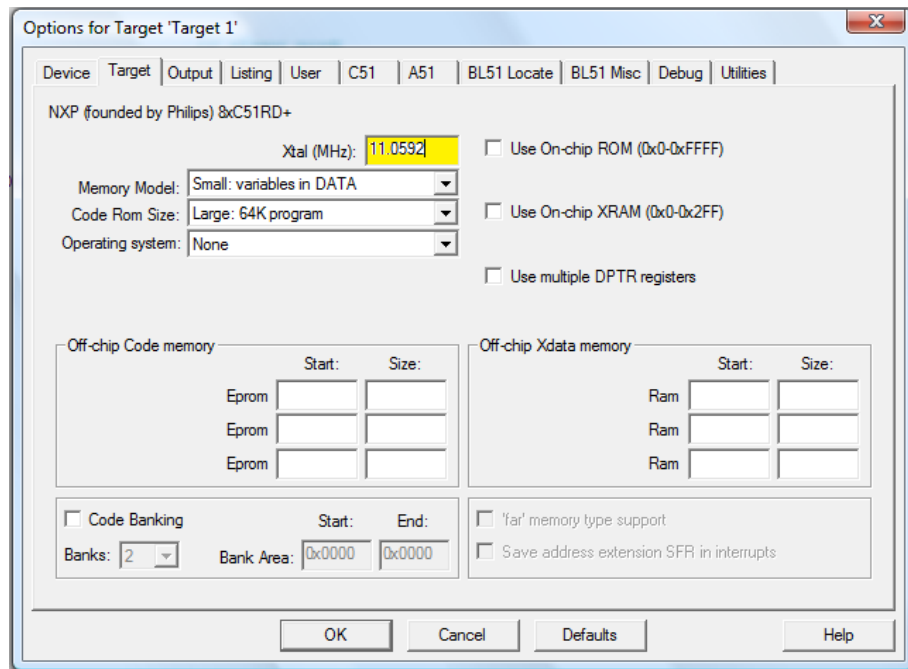 Options for Target 'Target 1'
Device Target Output Listing User C51 A51 BL51 Locate BL51 Misc Debug Utilities
NXP (founded by Philips) 8xC51RD+
Xtal (MHz): 11.0592
Use On-chip ROM (0x0-0xFFFF)
Memory Model: Small: variables in DATA
Code Rom Size: Large: 64K program
Use On-chip XRAM (0x0-0x2FF)
Operating system: None
Use multiple DPTR registers
Off-chip Code memory
Start: Size:
Eprom
Eprom
Eprom
Off-chip Xdata memory
Start: Size:
Ram
Ram
Ram
Code Banking Start: End:
Banks: 2 Bank Area: 0x0000 0x0000
'far' memory type support
Save address extension SFR in interrupts
OK Cancel Defaults Help